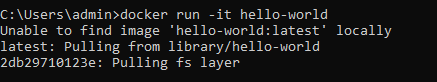 C:\Users\admin>docker run -it hello-world
Unable to find image 'hello-world:latest' locally
latest: Pulling from library/hello-world
2db29710123e: Pulling fs layer